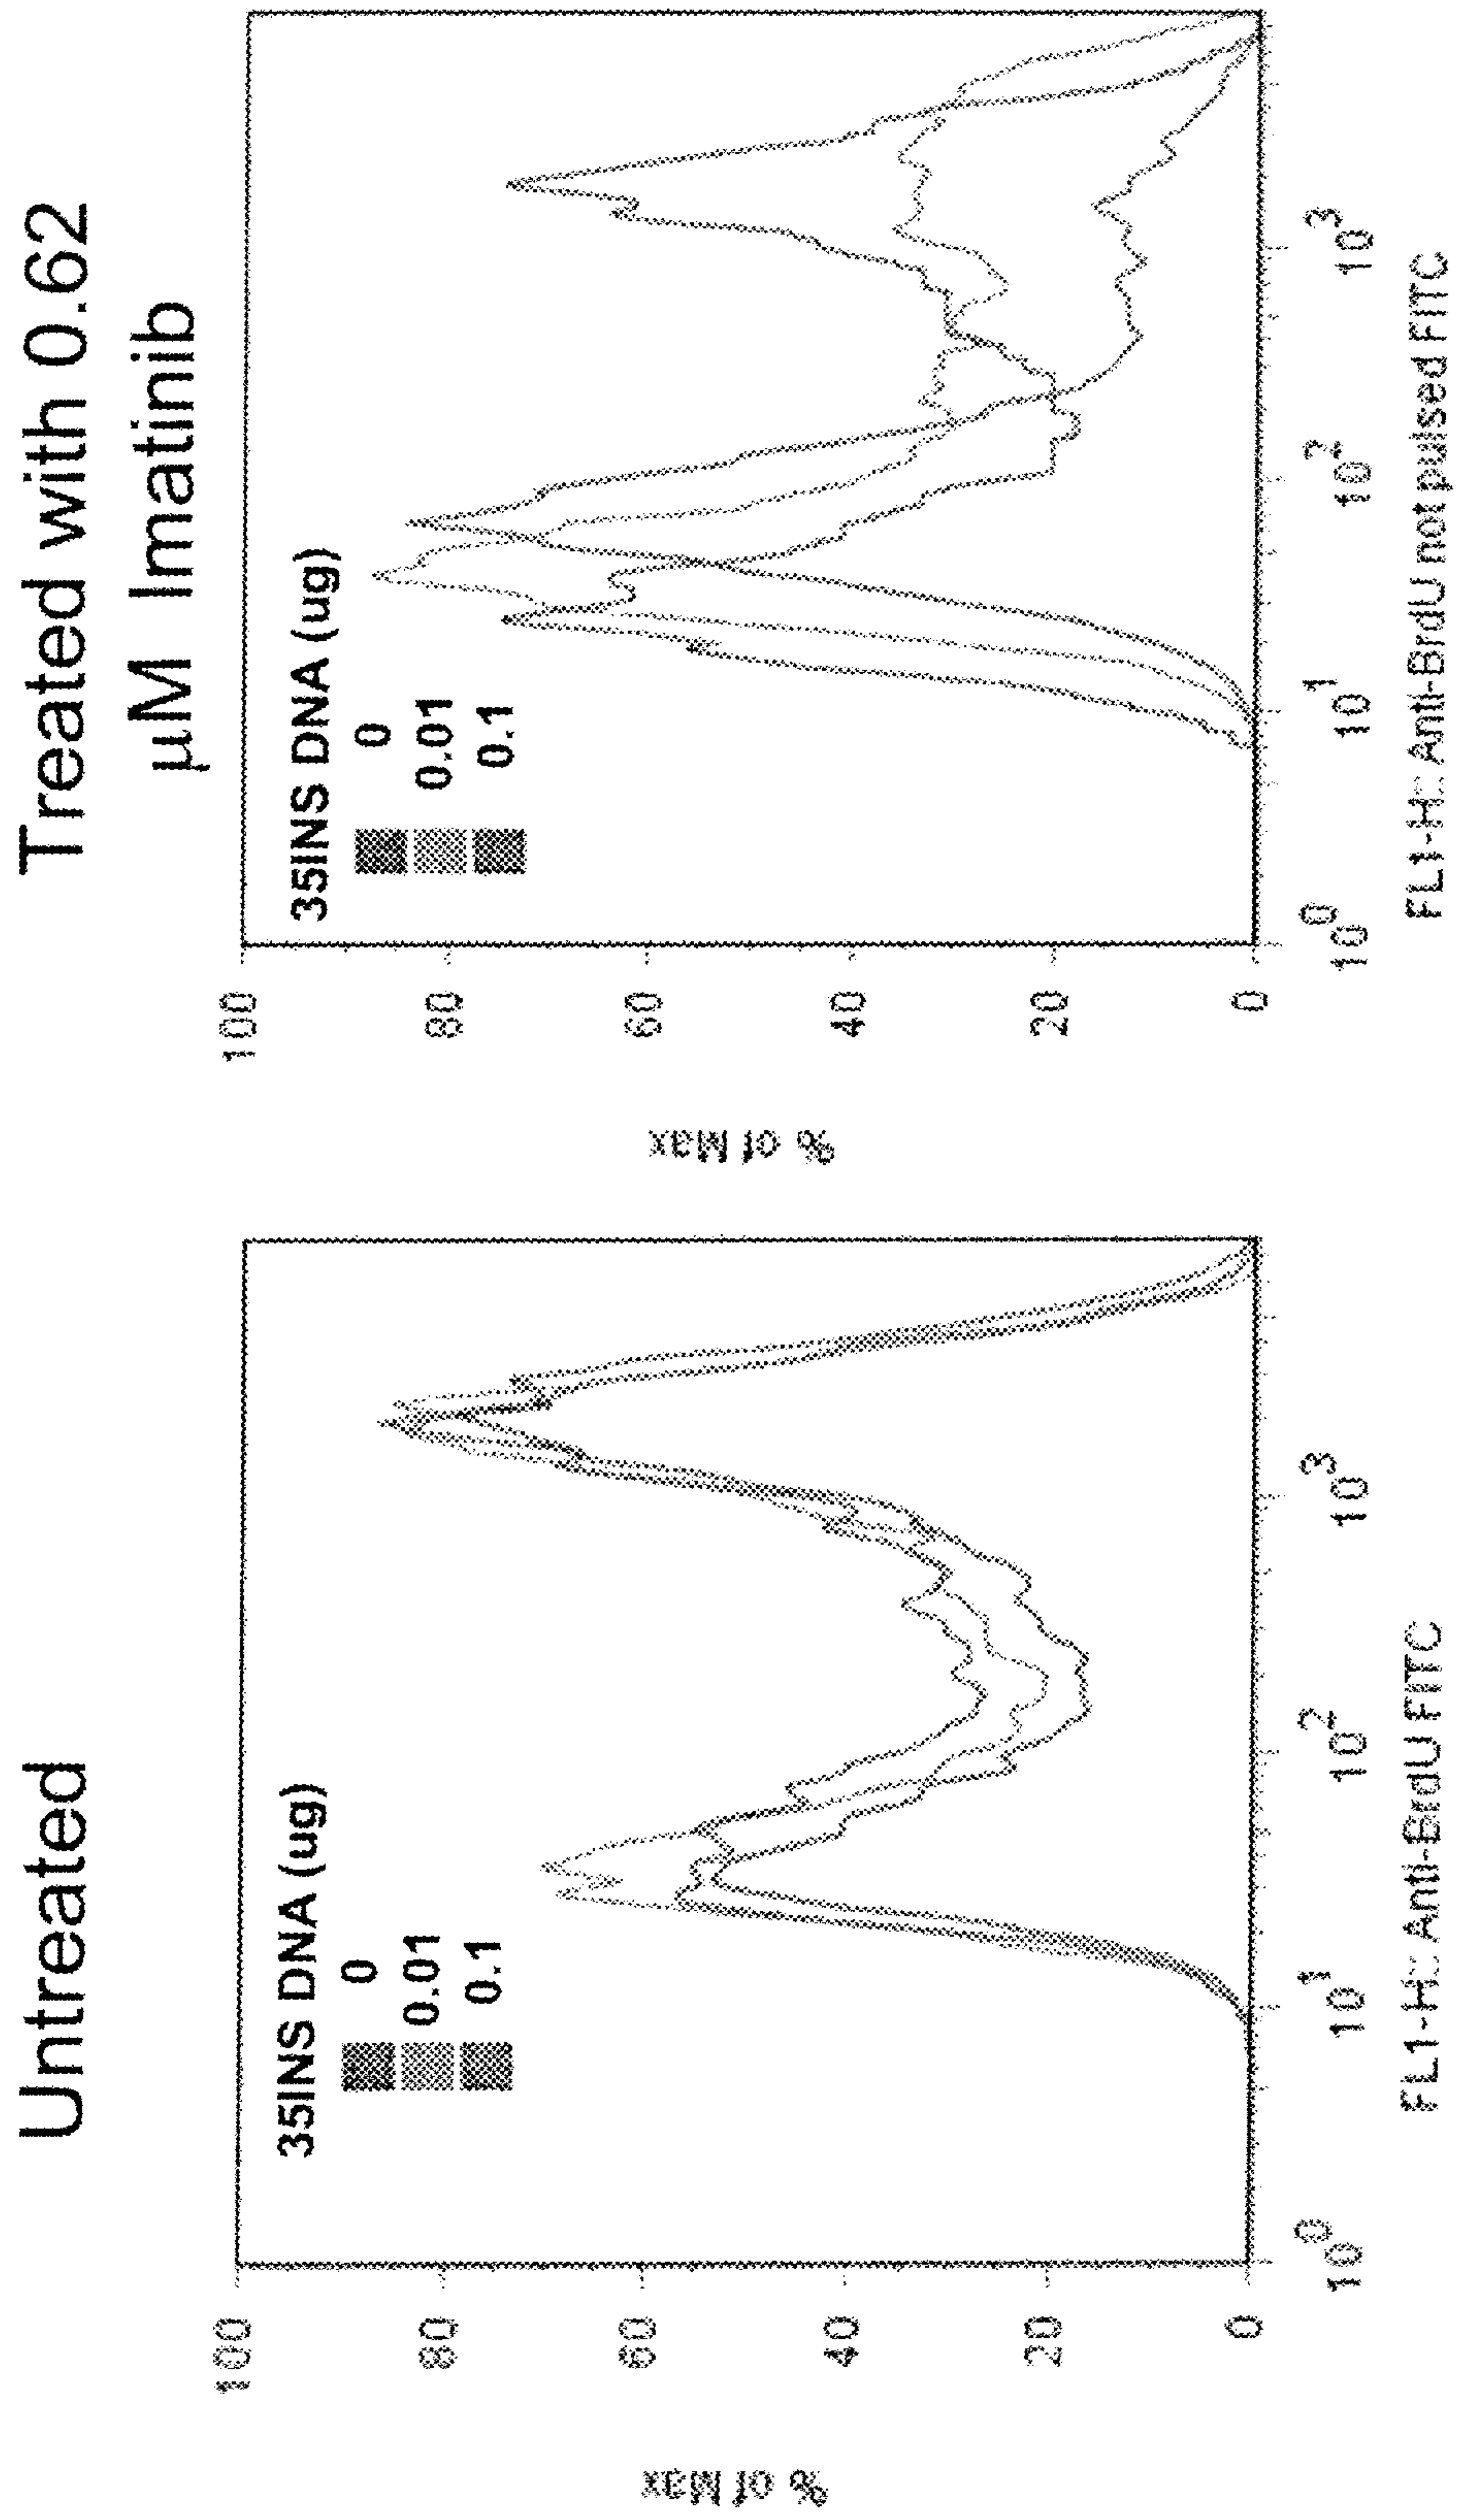 Untreated
% of Max
100
80
60
40
20
0
35INS DNA (ug)
0
0.01
0.1
10^0 10^1 10^2 10^3
FL1-H:: Anti-BrdU FITC
Treated with 0.62
µM Imatinib
% of Max
100
80
60
40
20
0
35INS DNA (ug)
0
0.01
0.1
10^0 10^1 10^2 10^3
FL1-H:: Anti-BrdU not pulsed FITC